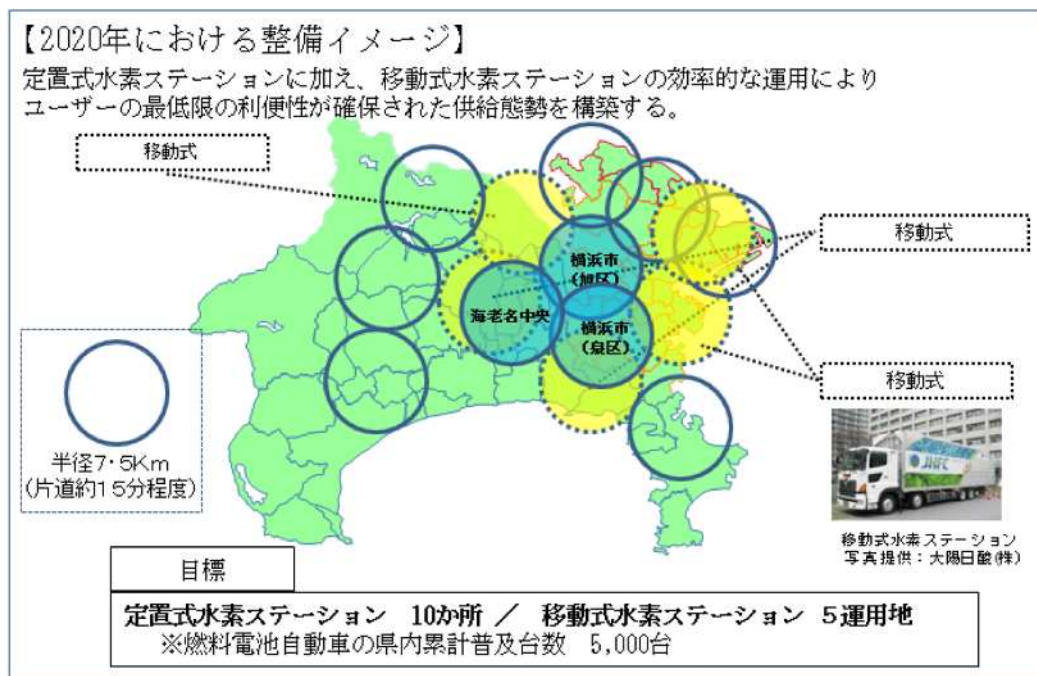 【2020年における整備イメージ】
定置式水素ステーションに加え、移動式水素ステーションの効率的な運用により
ユーザーの最低限の利便性が確保された供給態勢を構築する。
移動式
移動式
横浜市
(旭区)
海老名中央
横浜市
(泉区)
移動式
半径7・5Km
(片道約15分程度)
JHFC
移動式水素ステーション
写真提供：大陽日酸(株)
目標
定置式水素ステーション 10か所 ／ 移動式水素ステーション 5運用地
※燃料電池自動車の県内累計普及台数 5,000台